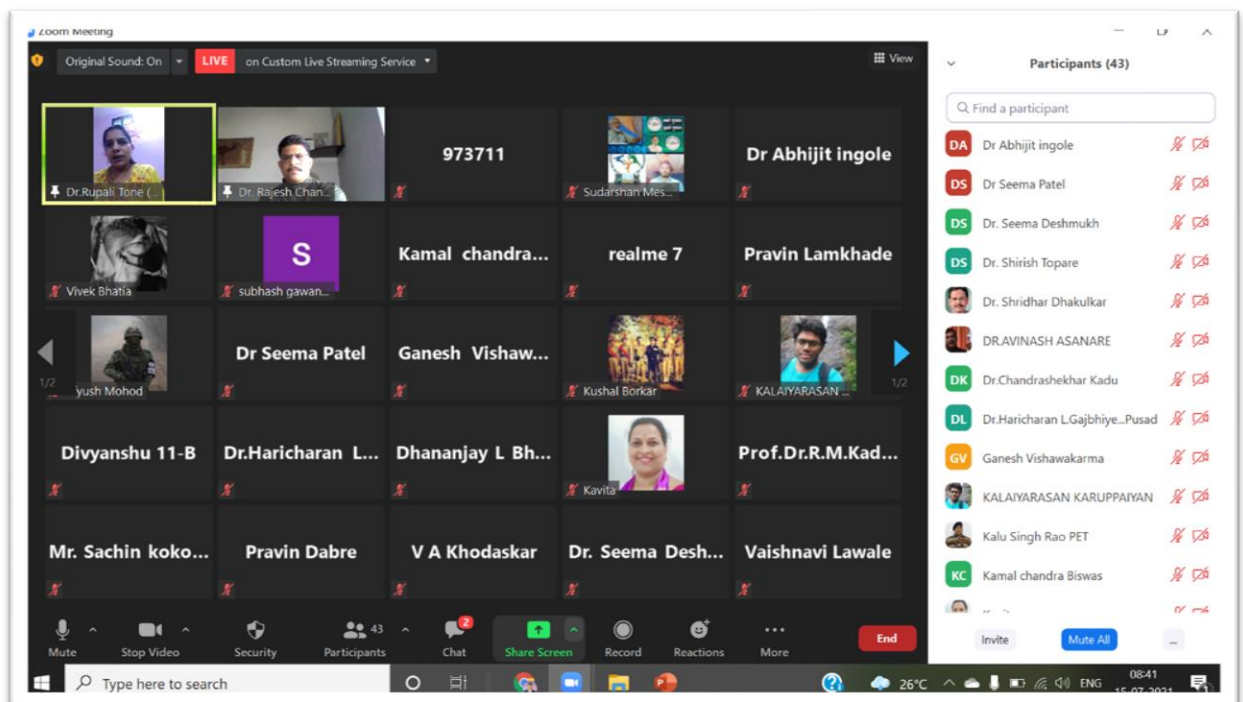 Zoom Meeting
Original Sound: On
LIVE on Custom Live Streaming Service
View
Dr.Rupali Tone (...
Dr. Rajesh Chan...
973711
Sudarshan Mes...
Dr Abhijit ingole
Vivek Bhatia
S
subhash gawan...
Kamal chandra...
realme 7
Pravin Lamkhade
1/2
yush Mohod
Dr Seema Patel
Ganesh Vishaw...
Kushal Borkar
KALAIYARASAN ...
1/2
Divyanshu 11-B
Dr.Haricharan L...
Dhananjay L Bh...
Kavita
Prof.Dr.R.M.Kad...
Mr. Sachin koko...
Pravin Dabre
V A Khodaskar
Dr. Seema Desh...
Vaishnavi Lawale
Mute
Stop Video
Security
43
Participants
2
Chat
Share Screen
Record
Reactions
More
End
Participants (43)
Find a participant
DA Dr Abhijit ingole
DS Dr Seema Patel
DS Dr. Seema Deshmukh
DS Dr. Shirish Topare
Dr. Shridhar Dhakulkar
DR.AVINASH ASANARE
DK Dr.Chandrashekhar Kadu
DL Dr.Haricharan L.Gajbhiye...Pusad
GV Ganesh Vishawakarma
KALAIYARASAN KARUPPAIYAN
Kalu Singh Rao PET
KC Kamal chandra Biswas
Invite
Mute All
...
Type here to search
26°C
ENG
08:41
15-07-2021